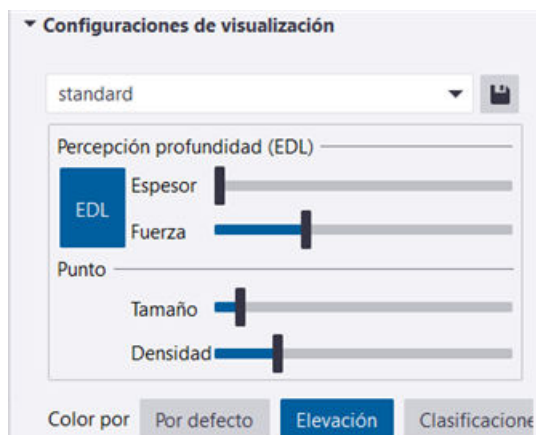 Configuraciones de visualización
standard
Percepción profundidad (EDL)
EDL
Espesor
Fuerza
Punto
Tamaño
Densidad
Color por Por defecto Elevación Clasificacione